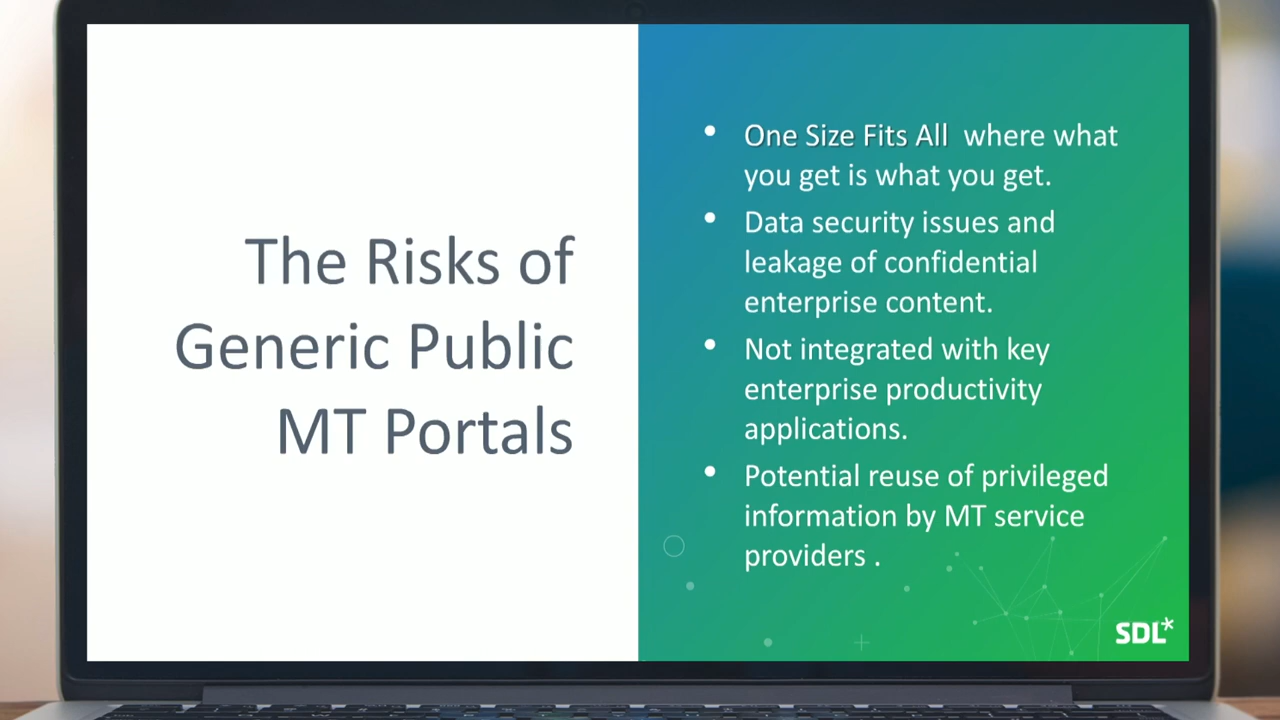 The Risks of
Generic Public
MT Portals
• One Size Fits All  where what
you get is what you get.
• Data security issues and
leakage of confidential
enterprise content.
• Not integrated with key
enterprise productivity
applications.
• Potential reuse of privileged
information by MT service
providers .
SDL*